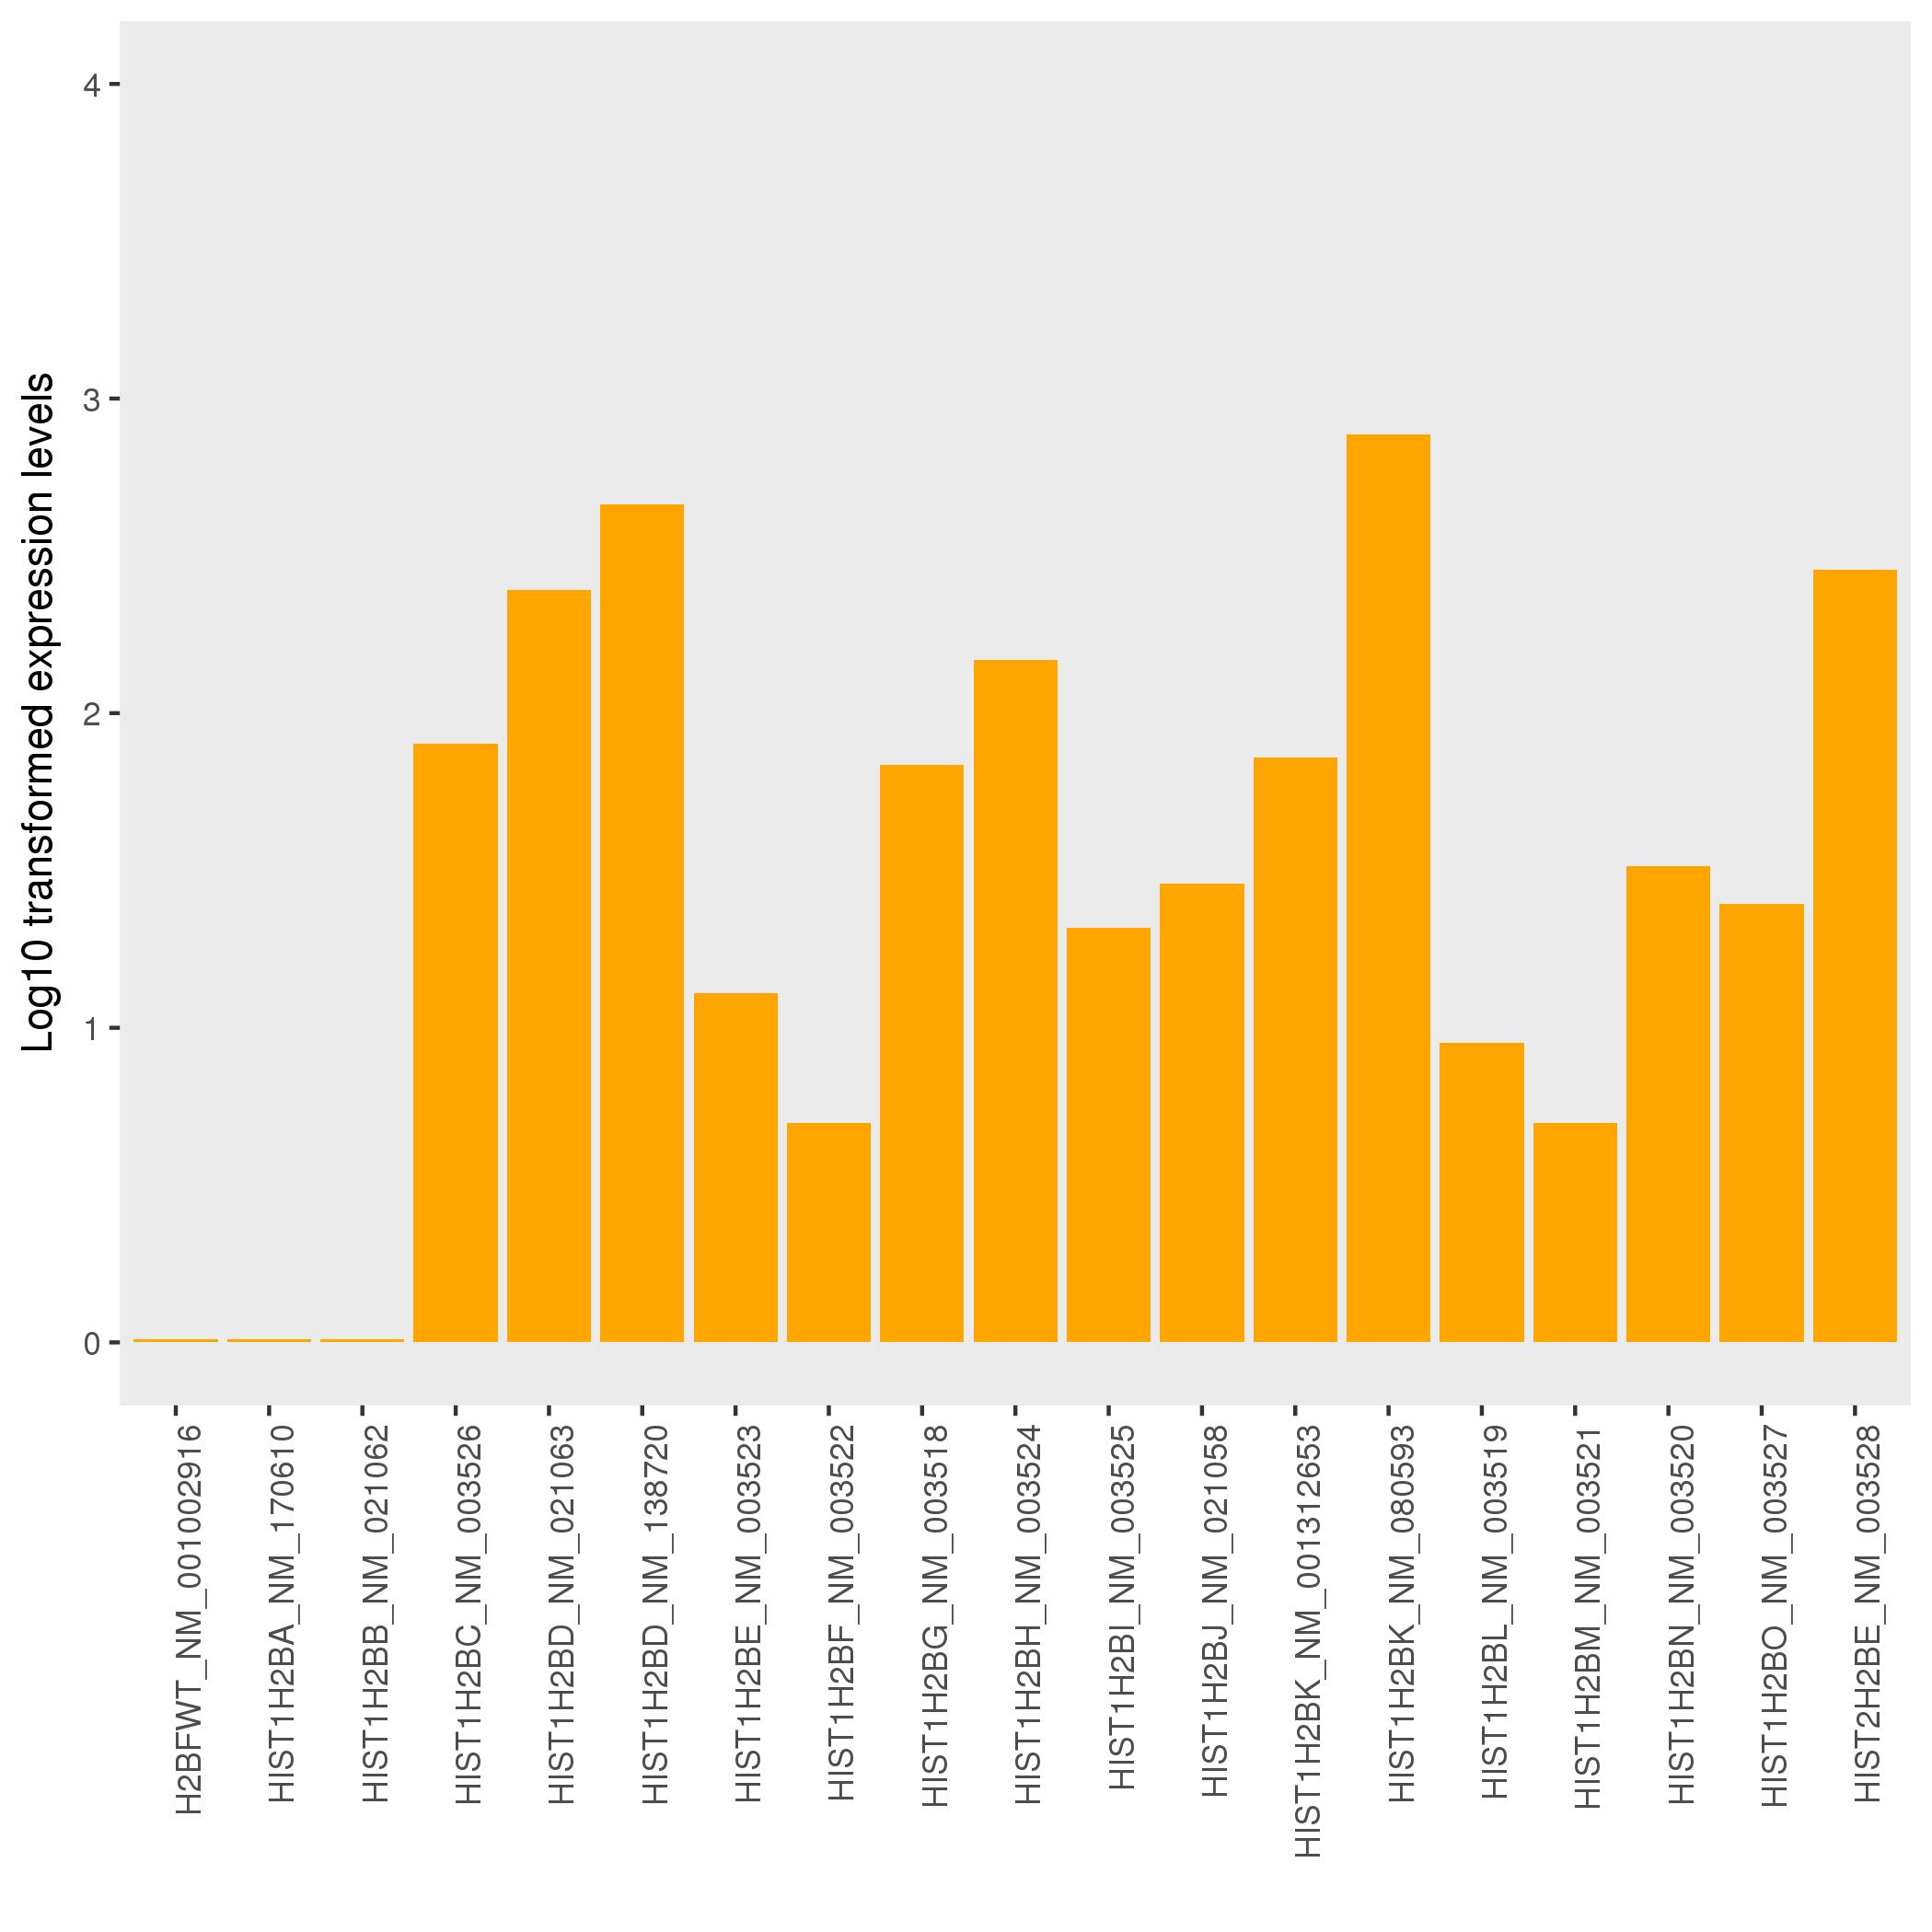 Log10 transformed expression levels
4
3
2
1
0
H2BFWT_NM_001002916
HIST1H2BA_NM_170610
HIST1H2BB_NM_021062
HIST1H2BC_NM_003526
HIST1H2BD_NM_021063
HIST1H2BD_NM_138720
HIST1H2BE_NM_003523
HIST1H2BF_NM_003522
HIST1H2BG_NM_003518
HIST1H2BH_NM_003524
HIST1H2BI_NM_003525
HIST1H2BJ_NM_021058
HIST1H2BK_NM_001312653
HIST1H2BK_NM_080593
HIST1H2BL_NM_003519
HIST1H2BM_NM_003521
HIST1H2BN_NM_003520
HIST1H2BO_NM_003527
HIST2H2BE_NM_003528